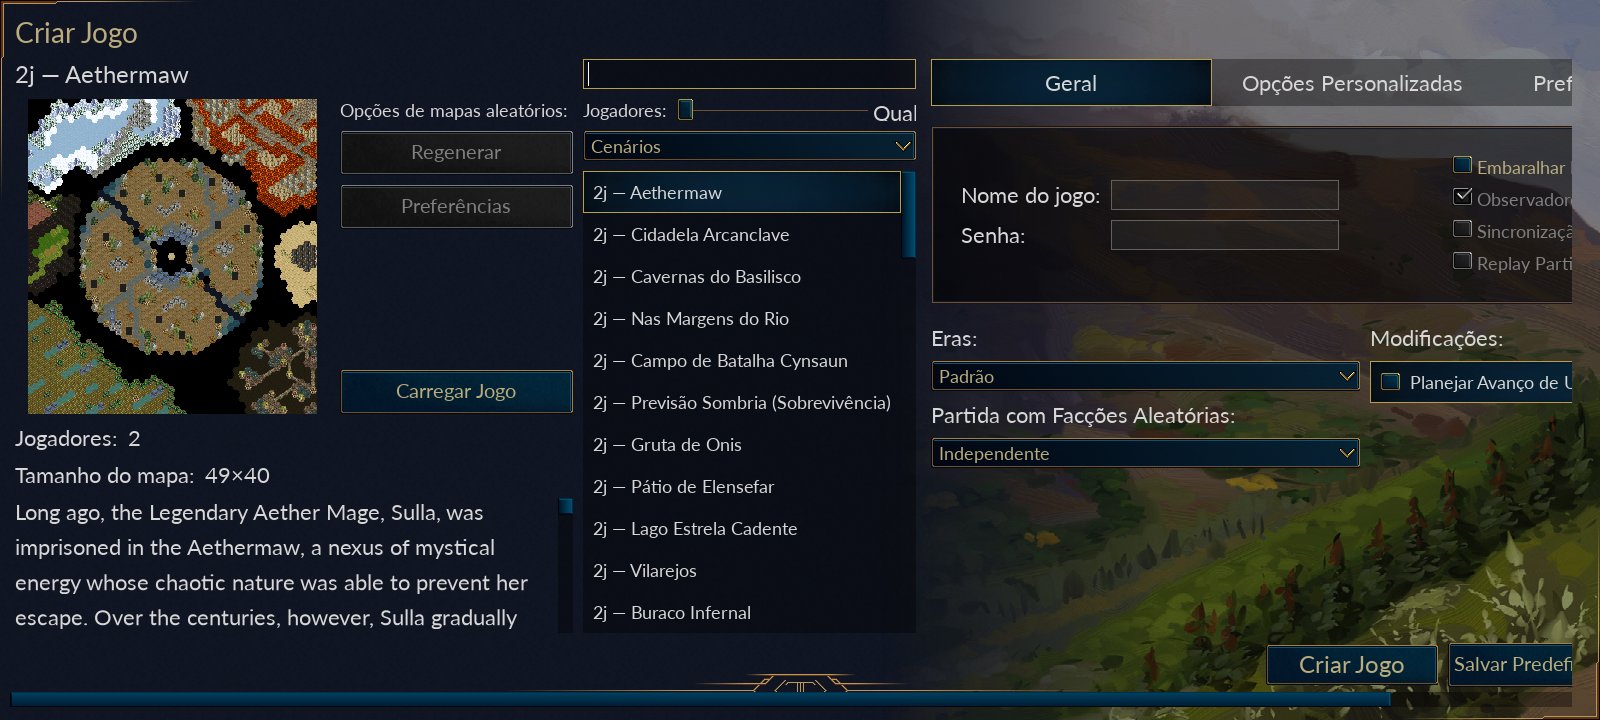 Criar Jogo
2j — Aethermaw
Opções de mapas aleatórios:
Regenerar
Preferências
Carregar Jogo
Jogadores: 2
Tamanho do mapa: 49×40
Long ago, the Legendary Aether Mage, Sulla, was
imprisoned in the Aethermaw, a nexus of mystical
energy whose chaotic nature was able to prevent her
escape. Over the centuries, however, Sulla gradually
Jogadores:
Qual
Cenários
2j — Aethermaw
2j — Cidadela Arcanclave
2j — Cavernas do Basilisco
2j — Nas Margens do Rio
2j — Campo de Batalha Cynsaun
2j — Previsão Sombria (Sobrevivência)
2j — Gruta de Onis
2j — Pátio de Elensefar
2j — Lago Estrela Cadente
2j — Vilarejos
2j — Buraco Infernal
Geral
Opções Personalizadas
Pref
Nome do jogo:
Senha:
Embaralhar
Observador
Sincronizaçã
Replay Parti
Eras:
Padrão
Modificações:
Planejar Avanço de U
Partida com Facções Aleatórias:
Independente
Criar Jogo
Salvar Predefi